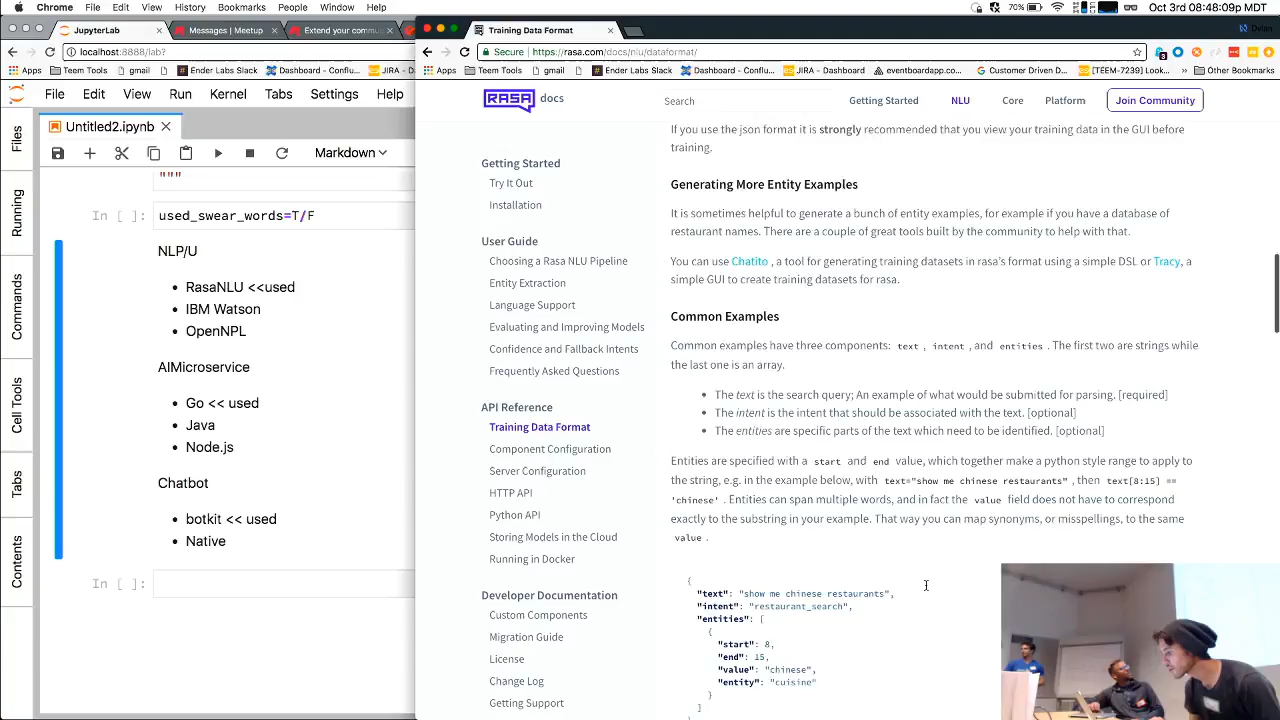 Chrome File Edit View History Bookmarks People Window Help
70% Oct 3rd 8:48:09pm MDT
JupyterLab
Messages | Meetup
Extend your commu
localhost:8888/lab?
Apps Teem Tools gmail Ender Labs Slack Dashboard - Conflu... JIRA -
File Edit View Run Kernel Tabs Settings Help
Untitled2.ipynb
Markdown
Files
Running
Commands
Cell Tools
Tabs
Contents
"""
In [ ]: used_swear_words=T/F
NLP/U
RasaNLU <<used
IBM Watson
OpenNPL
AIMicroservice
Go << used
Java
Node.js
Chatbot
botkit << used
Native
In [ ]:
Training Data Format
Dylan
Secure https://rasa.com/docs/nlu/dataformat/
Apps Teem Tools gmail Ender Labs Slack Dashboard - Conflu... JIRA - Dashboard eventboardapp.co... Customer Driven D... [TEEM-7239] Look... » Other Bookmarks
RASA docs
Search
Getting Started NLU Core Platform Join Community
Getting Started
Try It Out
Installation
User Guide
Choosing a Rasa NLU Pipeline
Entity Extraction
Language Support
Evaluating and Improving Models
Confidence and Fallback Intents
Frequently Asked Questions
API Reference
Training Data Format
Component Configuration
Server Configuration
HTTP API
Python API
Storing Models in the Cloud
Running in Docker
Developer Documentation
Custom Components
Migration Guide
License
Change Log
Getting Support
If you use the json format it is strongly recommended that you view your training data in the GUI before
training.
Generating More Entity Examples
It is sometimes helpful to generate a bunch of entity examples, for example if you have a database of
restaurant names. There are a couple of great tools built by the community to help with that.
You can use Chatito , a tool for generating training datasets in rasa's format using a simple DSL or Tracy, a
simple GUI to create training datasets for rasa.
Common Examples
Common examples have three components: text , intent , and entities . The first two are strings while
the last one is an array.
The text is the search query; An example of what would be submitted for parsing. [required]
The intent is the intent that should be associated with the text. [optional]
The entities are specific parts of the text which need to be identified. [optional]
Entities are specified with a start and end value, which together make a python style range to apply to
the string, e.g. in the example below, with text="show me chinese restaurants" , then text[8:15] ==
'chinese' . Entities can span multiple words, and in fact the value field does not have to correspond
exactly to the substring in your example. That way you can map synonyms, or misspellings, to the same
value .
{
"text": "show me chinese restaurants",
"intent": "restaurant_search",
"entities": [
{
"start": 8,
"end": 15,
"value": "chinese",
"entity": "cuisine"
}
]